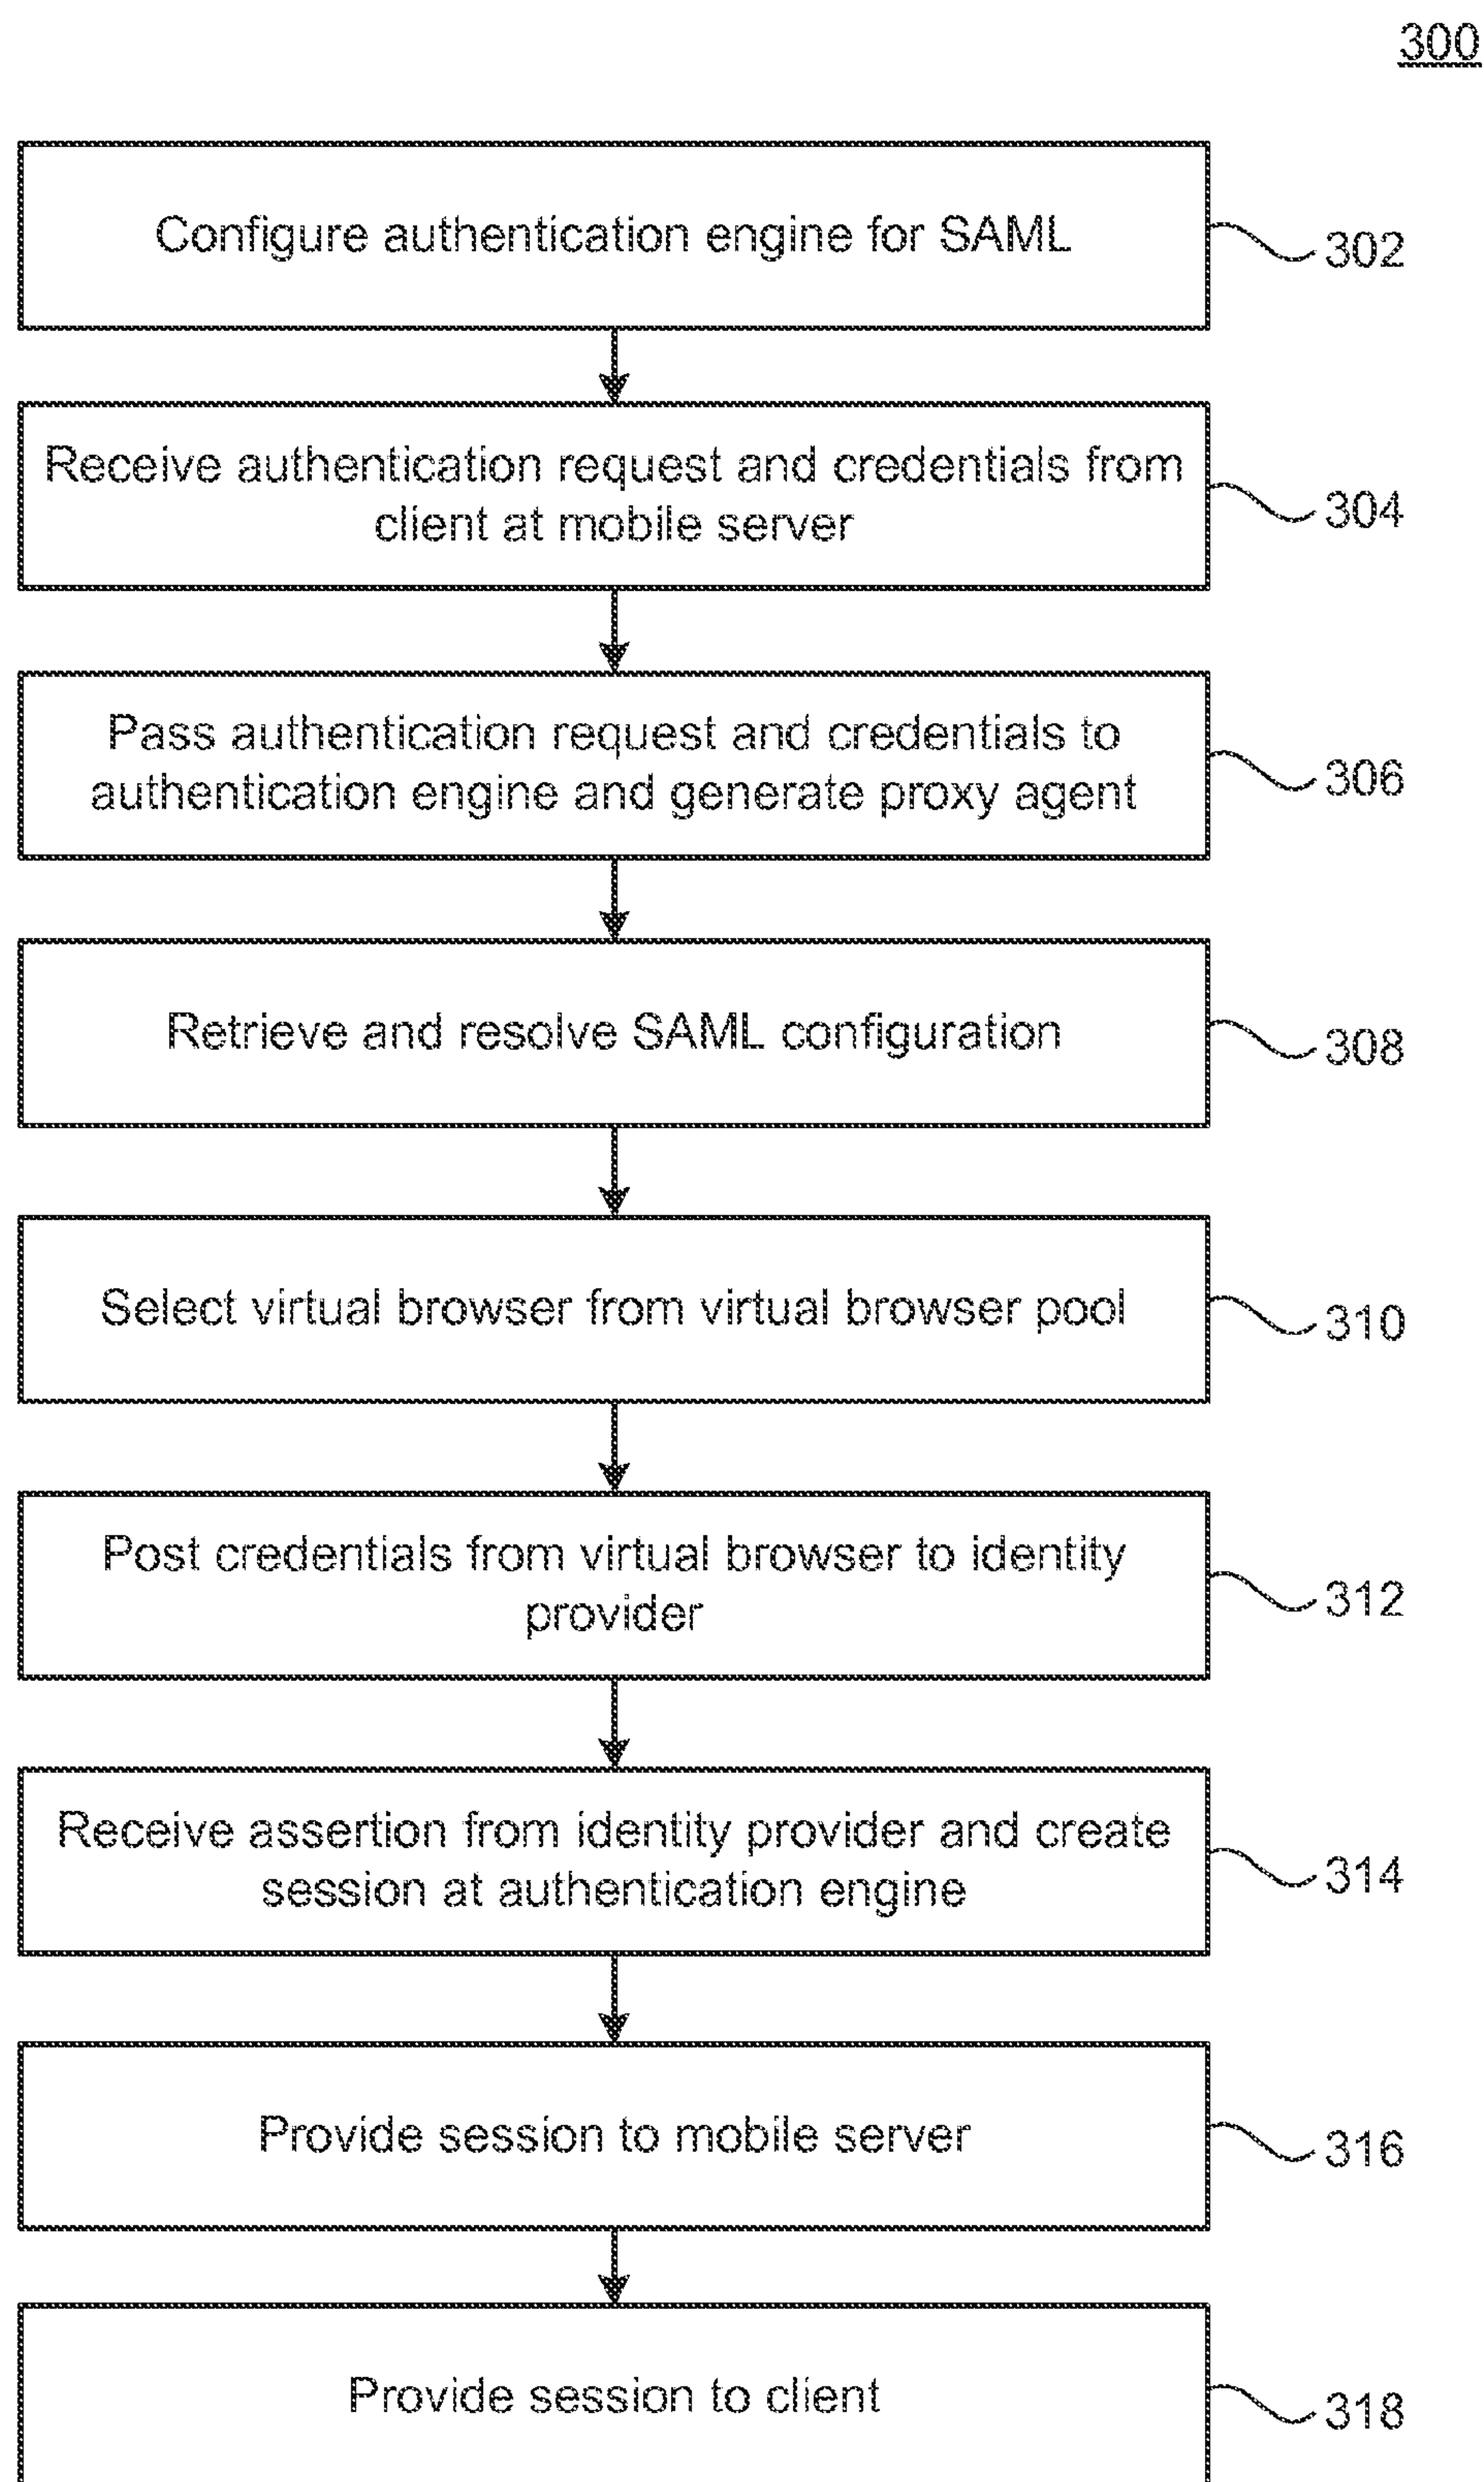 300
Configure authentication engine for SAML
302
Receive authentication request and credentials from
client at mobile server
304
Pass authentication request and credentials to
authentication engine and generate proxy agent
306
Retrieve and resolve SAML configuration
308
Select virtual browser from virtual browser pool
310
Post credentials from virtual browser to identity
provider
312
Receive assertion from identity provider and create
session at authentication engine
314
Provide session to mobile server
316
Provide session to client
318